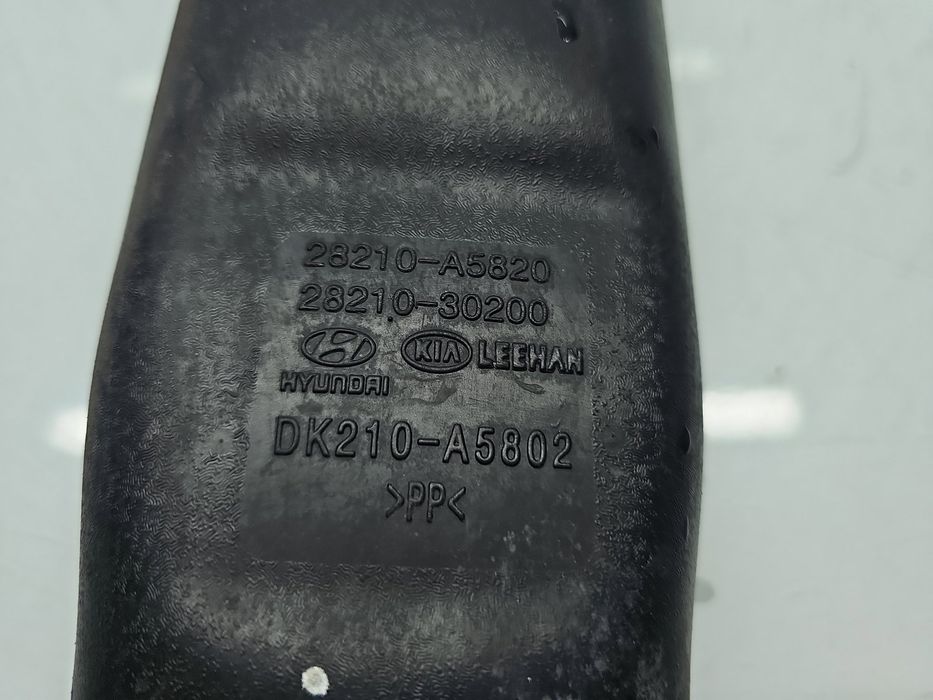 28210-A5820
28210-30200
HYUNDAI KIA LEEHAN
DK210-A5802
>PP<